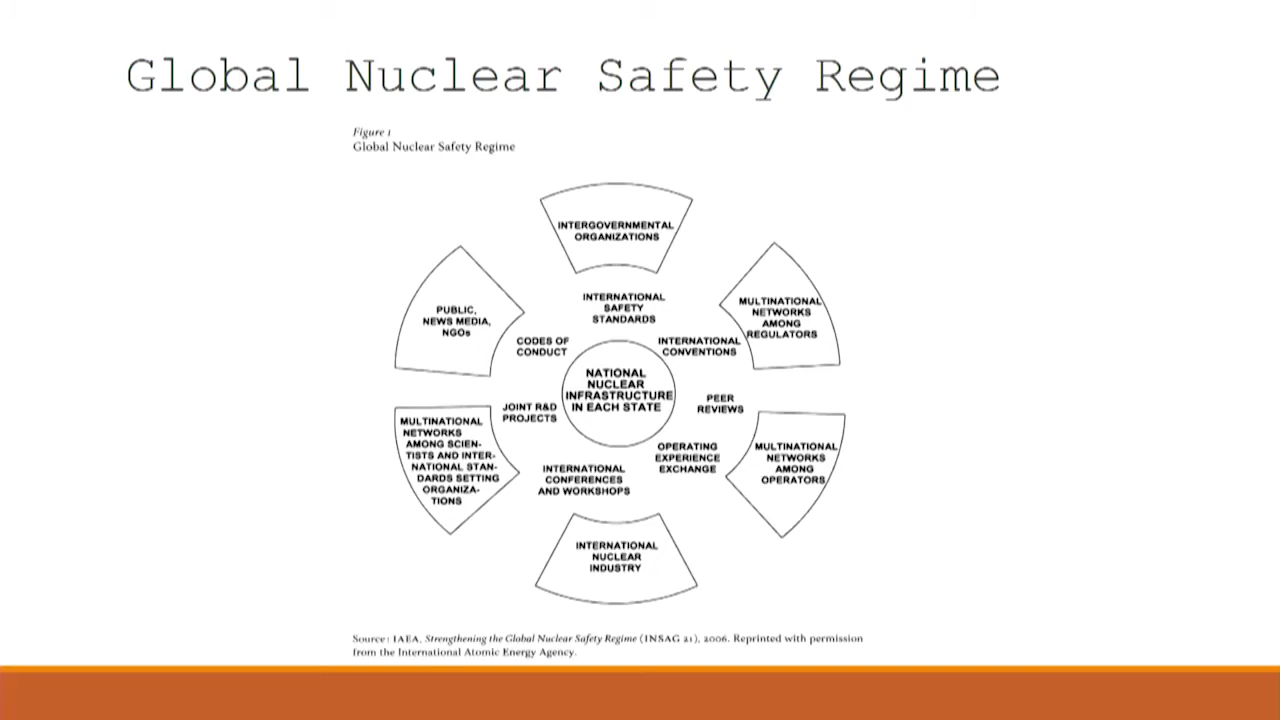 Global Nuclear Safety Regime
Figure 1
Global Nuclear Safety Regime
INTERGOVERNMENTAL
ORGANIZATIONS
PUBLIC,
NEWS MEDIA,
NGOs
MULTINATIONAL
NETWORKS
AMONG
REGULATORS
INTERNATIONAL
SAFETY
STANDARDS
CODES OF
CONDUCT
INTERNATIONAL
CONVENTIONS
NATIONAL
NUCLEAR
INFRASTRUCTURE
IN EACH STATE
JOINT R&D
PROJECTS
PEER
REVIEWS
MULTINATIONAL
NETWORKS
AMONG SCIEN-
TISTS AND INTER-
NATIONAL STAN-
DARDS SETTING
ORGANIZA-
TIONS
INTERNATIONAL
CONFERENCES
AND WORKSHOPS
OPERATING
EXPERIENCE
EXCHANGE
MULTINATIONAL
NETWORKS
AMONG
OPERATORS
INTERNATIONAL
NUCLEAR
INDUSTRY
Source: IAEA, Strengthening the Global Nuclear Safety Regime (INSAG 21), 2006. Reprinted with permission
from the International Atomic Energy Agency.